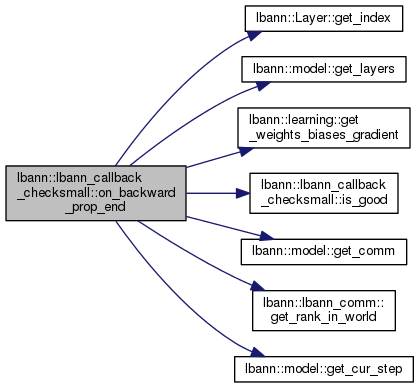 lbann::lbann_callback
_checksmall::on_backward
_prop_end
lbann::Layer::get_index
lbann::model::get_layers
lbann::learning::get
_weights_biases_gradient
lbann::lbann_callback
_checksmall::is_good
lbann::model::get_comm
lbann::lbann_comm::
get_rank_in_world
lbann::model::get_cur_step